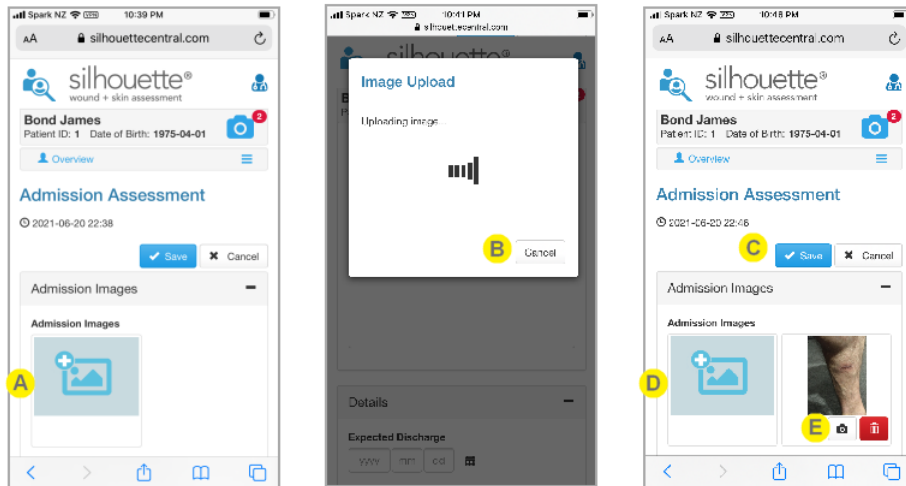 Spark NZ 10:39 PM
AA silhouettecentral.com
silhouette®
wound + skin assessment
Bond James
Patient ID: 1 Date of Birth: 1975-04-01
2
Overview
Admission Assessment
2021-06-20 22:38
Save Cancel
Admission Images
Admission Images
A
Spark NZ 10:41 PM
silhouettecentral.com
silhouette®
Image Upload
Uploading image...
B
Cancel
Details
Expected Discharge
yyyy mm dd
Spark NZ 10:48 PM
AA silhouettecentral.com
silhouette®
wound + skin assessment
Bond James
Patient ID: 1 Date of Birth: 1975-04-01
2
Overview
Admission Assessment
2021-06-20 22:46
C
Save Cancel
Admission Images
Admission Images
D
E